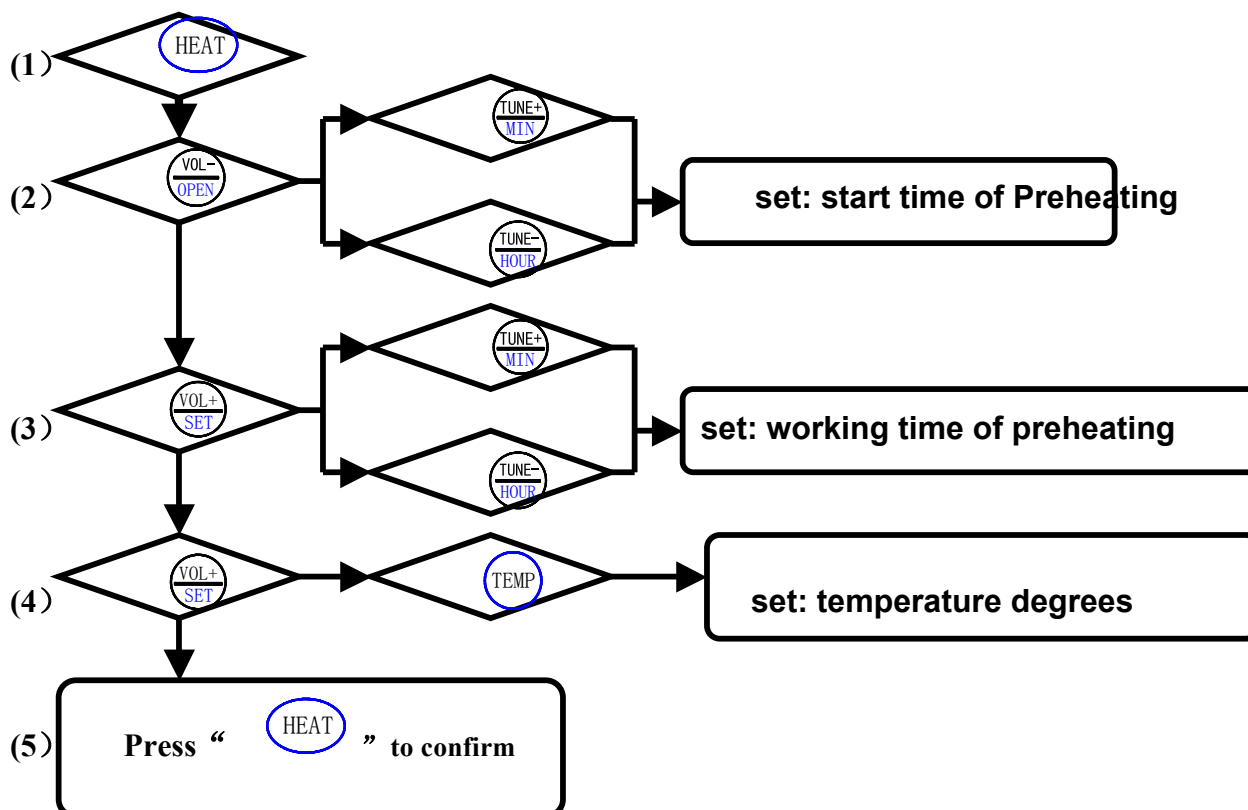 (1） HEAT
TUNE+
MIN
(2） VOL-
OPEN
set: start time of Preheating
TUNE-
HOUR
TUNE+
MIN
(3） VOL+
SET
set: working time of preheating
TUNE-
HOUR
(4） VOL+
SET
TEMP
set: temperature degrees
(5） Press “ HEAT ” to confirm